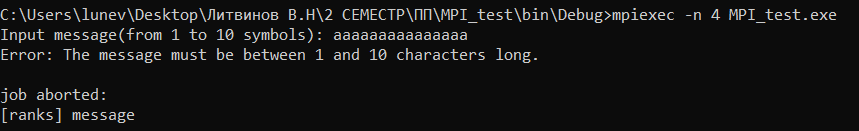 C:\Users\lunev\Desktop\Литвинов В.Н\2 СЕМЕСТР\ПП\MPI_test\bin\Debug>mpiexec -n 4 MPI_test.exe
Input message(from 1 to 10 symbols): aaaaaaaaaaaaaaa
Error: The message must be between 1 and 10 characters long.
job aborted:
[ranks] message